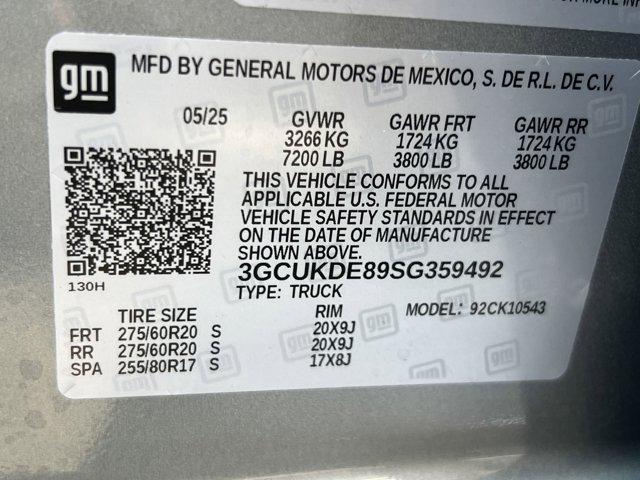 OR MORE INF
gm
MFD BY GENERAL MOTORS DE MEXICO, S. DE R.L. DE C.V.
05/25 GVWR GAWR FRT GAWR RR
3266 KG 1724 KG 1724 KG
7200 LB 3800 LB 3800 LB
THIS VEHICLE CONFORMS TO ALL
APPLICABLE U.S. FEDERAL MOTOR
VEHICLE SAFETY STANDARDS IN EFFECT
ON THE DATE OF MANUFACTURE
SHOWN ABOVE.
3GCUKDE89SG359492
130H
TYPE: TRUCK MODEL: 92CK10543
TIRE SIZE RIM
FRT 275/60R20 S 20X9J
RR 275/60R20 S 20X9J
SPA 255/80R17 S 17X8J